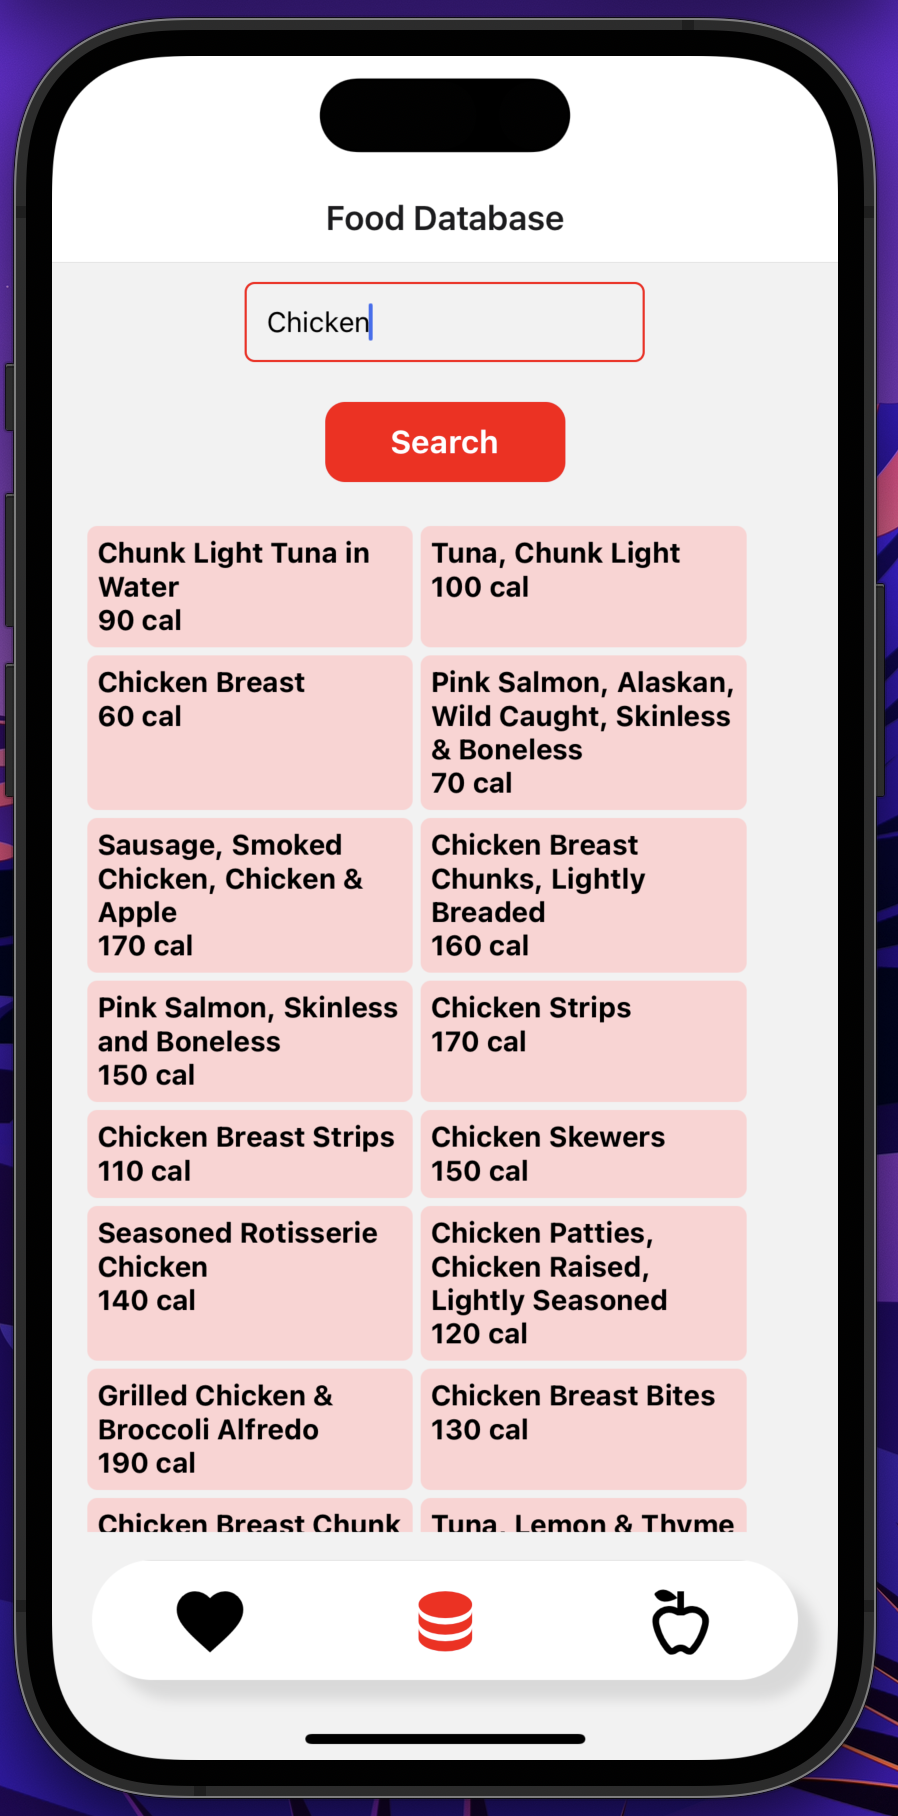 Food Database
Chicken
Search
Chunk Light Tuna in
Water
90 cal
Tuna, Chunk Light
100 cal
Chicken Breast
60 cal
Pink Salmon, Alaskan,
Wild Caught, Skinless
& Boneless
70 cal
Sausage, Smoked
Chicken, Chicken &
Apple
170 cal
Chicken Breast
Chunks, Lightly
Breaded
160 cal
Pink Salmon, Skinless
and Boneless
150 cal
Chicken Strips
170 cal
Chicken Breast Strips
110 cal
Chicken Skewers
150 cal
Seasoned Rotisserie
Chicken
140 cal
Chicken Patties,
Chicken Raised,
Lightly Seasoned
120 cal
Grilled Chicken &
Broccoli Alfredo
190 cal
Chicken Breast Bites
130 cal
Chicken Breast Chunk
Tuna, Lemon & Thyme